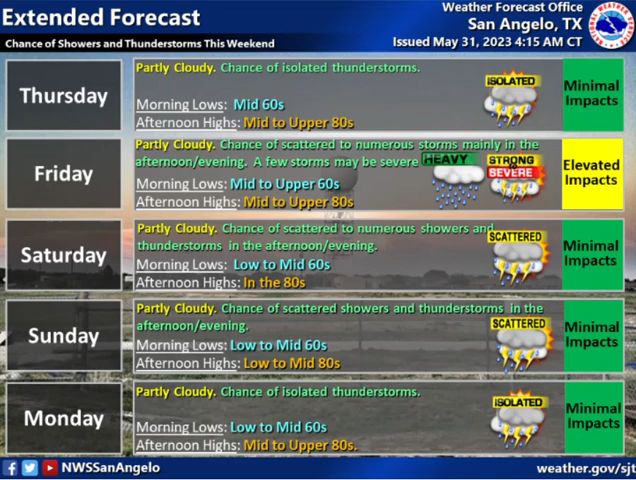 Extended Forecast
Chance of Showers and Thunderstorms This Weekend
Weather Forecast Office
San Angelo, TX
Issued May 31, 2023 4:15 AM CT
Thursday
Partly Cloudy. Chance of isolated thunderstorms.
Morning Lows: Mid 60s
Afternoon Highs: Mid to Upper 80s
ISOLATED
Minimal
Impacts
Friday
Partly Cloudy. Chance of scattered to numerous storms mainly in the
afternoon/evening. A few storms may be severe
Morning Lows: Mid to Upper 60s
Afternoon Highs: Mid to Upper 80s
HEAVY
STRONG
SEVERE
Elevated
Impacts
Saturday
Partly Cloudy. Chance of scattered to numerous showers and
thunderstorms in the afternoon/evening.
Morning Lows: Low to Mid 60s
Afternoon Highs: In the 80s
SCATTERED
Minimal
Impacts
Sunday
Partly Cloudy. Chance of scattered showers and thunderstorms in the
afternoon/evening.
Morning Lows: Low to Mid 60s
Afternoon Highs: Low to Mid 80s
SCATTERED
Minimal
Impacts
Monday
Partly Cloudy. Chance of isolated thunderstorms.
Morning Lows: Low to Mid 60s
Afternoon Highs: Mid to Upper 80s.
ISOLATED
Minimal
Impacts
NWSSanAngelo
weather.gov/sjt